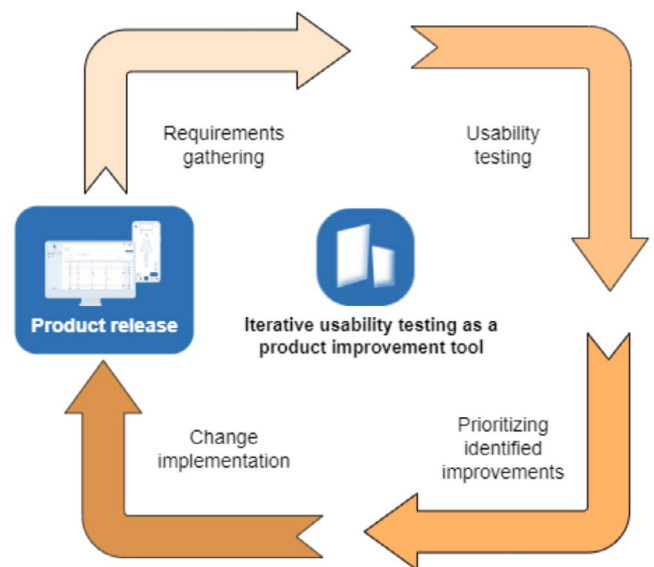 Requirements
gathering
Usability
testing
Product release
Iterative usability testing as a
product improvement tool
Change
implementation
Prioritizing
identified
improvements